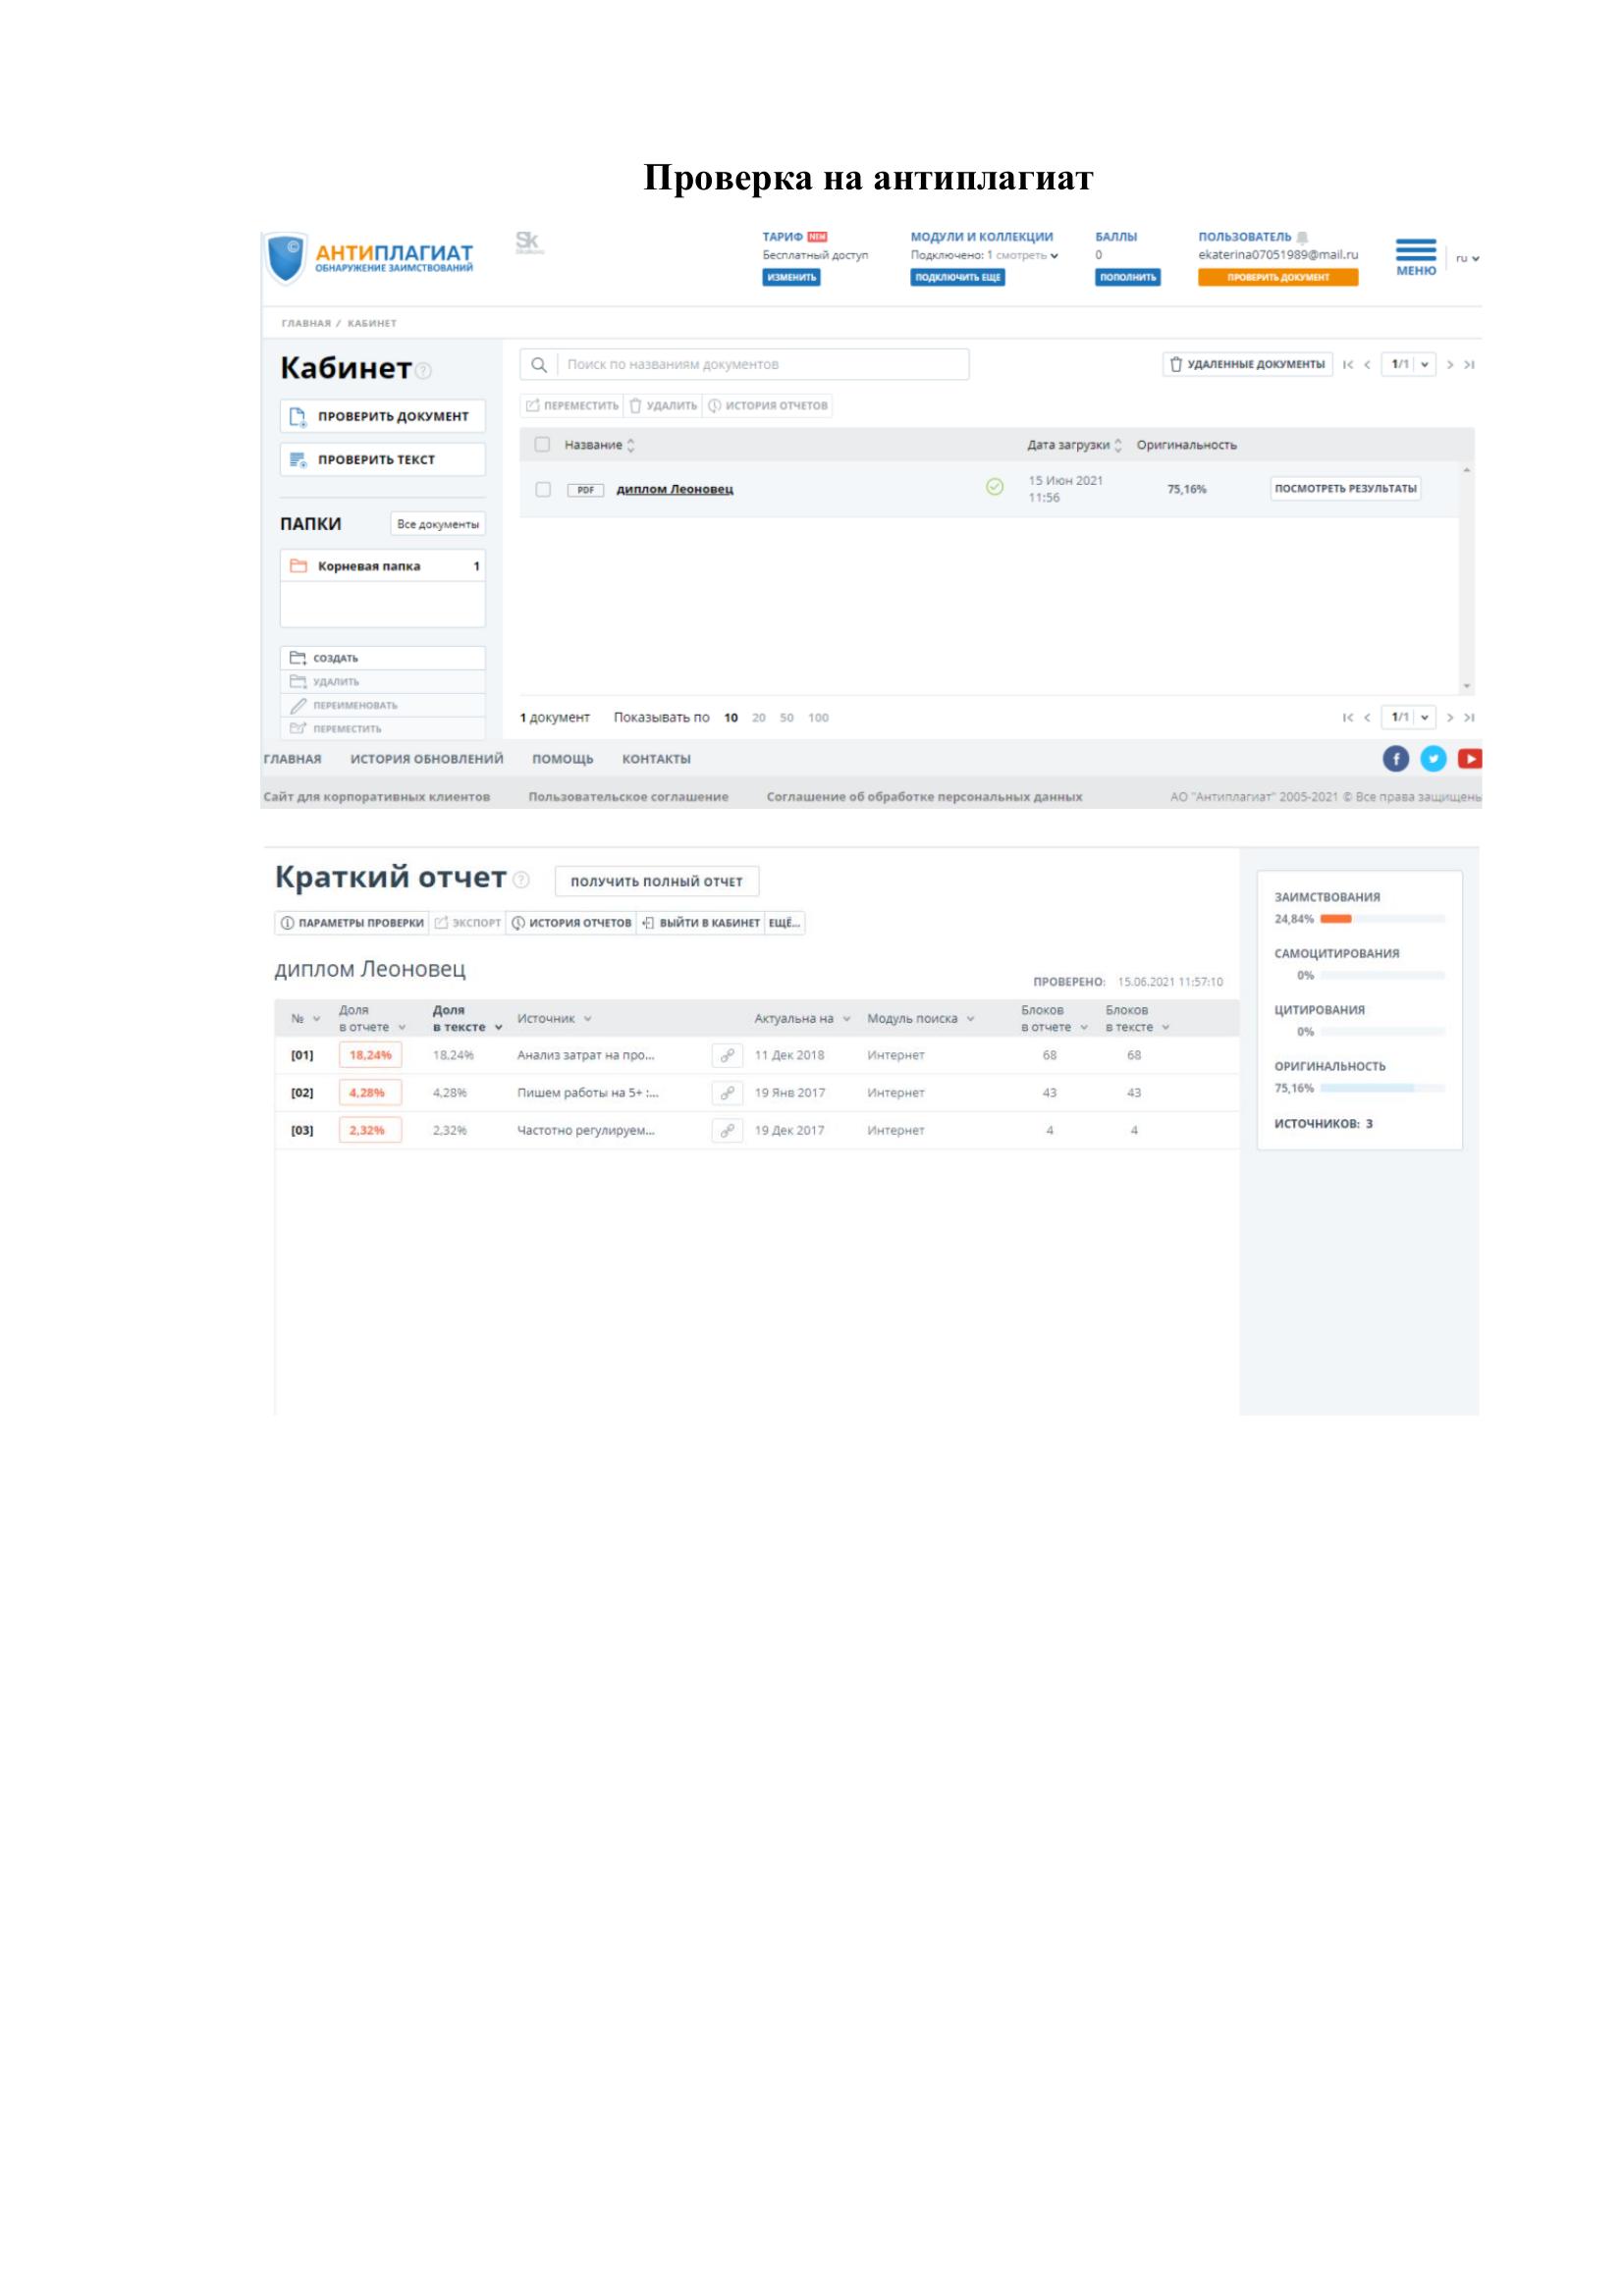 Проверка на антиплагиат
АНТИПЛАГИАТ
ОБНАРУЖЕНИЕ ЗАИМСТВОВАНИЙ
Sk
ТАРИФ NEW
Бесплатный доступ
ИЗМЕНИТЬ
МОДУЛИ И КОЛЛЕКЦИИ
Подключено: 1 смотреть
ПОДКЛЮЧИТЬ ЕЩЕ
БАЛЛЫ
0
ПОПОЛНИТЬ
ПОЛЬЗОВАТЕЛЬ
ekaterina07051989@mail.ru
ПРОВЕРИТЬ ДОКУМЕНТ
МЕНЮ
ru
ГЛАВНАЯ / КАБИНЕТ
Кабинет ?
ПРОВЕРИТЬ ДОКУМЕНТ
ПРОВЕРИТЬ ТЕКСТ
ПАПКИ Все документы
Корневая папка 1
СОЗДАТЬ
УДАЛИТЬ
ПЕРЕИМЕНОВАТЬ
ПЕРЕМЕСТИТЬ
Поиск по названиям документов
УДАЛЕННЫЕ ДОКУМЕНТЫ 1/1
ПЕРЕМЕСТИТЬ УДАЛИТЬ ИСТОРИЯ ОТЧЕТОВ
Название Дата загрузки Оригинальность
PDF диплом Леоновец 15 Июн 2021 11:56 75,16% ПОСМОТРЕТЬ РЕЗУЛЬТАТЫ
1 документ Показывать по 10 20 50 100 1/1
ГЛАВНАЯ ИСТОРИЯ ОБНОВЛЕНИЙ ПОМОЩЬ КОНТАКТЫ
Сайт для корпоративных клиентов Пользовательское соглашение Соглашение об обработке персональных данных АО "Антиплагиат" 2005-2021 © Все права защищены
Краткий отчет ? ПОЛУЧИТЬ ПОЛНЫЙ ОТЧЕТ
ПАРАМЕТРЫ ПРОВЕРКИ ЭКСПОРТ ИСТОРИЯ ОТЧЕТОВ ВЫЙТИ В КАБИНЕТ ЕЩЁ...
диплом Леоновец
ПРОВЕРЕНО: 15.06.2021 11:57:10
№ Доля в отчете Доля в тексте Источник Актуальна на Модуль поиска Блоков в отчете Блоков в тексте
[01] 18,24% 18,24% Анализ затрат на про... 11 Дек 2018 Интернет 68 68
[02] 4,28% 4,28% Пишем работы на 5+ :... 19 Янв 2017 Интернет 43 43
[03] 2,32% 2,32% Частотно регулируем... 19 Дек 2017 Интернет 4 4
ЗАИМСТВОВАНИЯ
24,84%
САМОЦИТИРОВАНИЯ
0%
ЦИТИРОВАНИЯ
0%
ОРИГИНАЛЬНОСТЬ
75,16%
ИСТОЧНИКОВ: 3